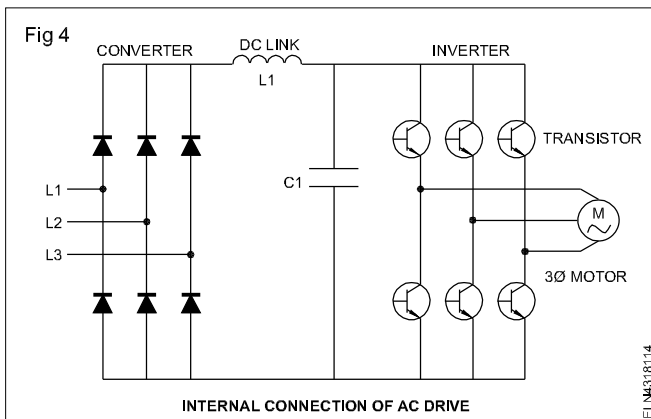 Fig 4
CONVERTER
DC LINK
L1
INVERTER
TRANSISTOR
C1
L1
L2
L3
M
3Ø MOTOR
INTERNAL CONNECTION OF AC DRIVE
ELN4318114